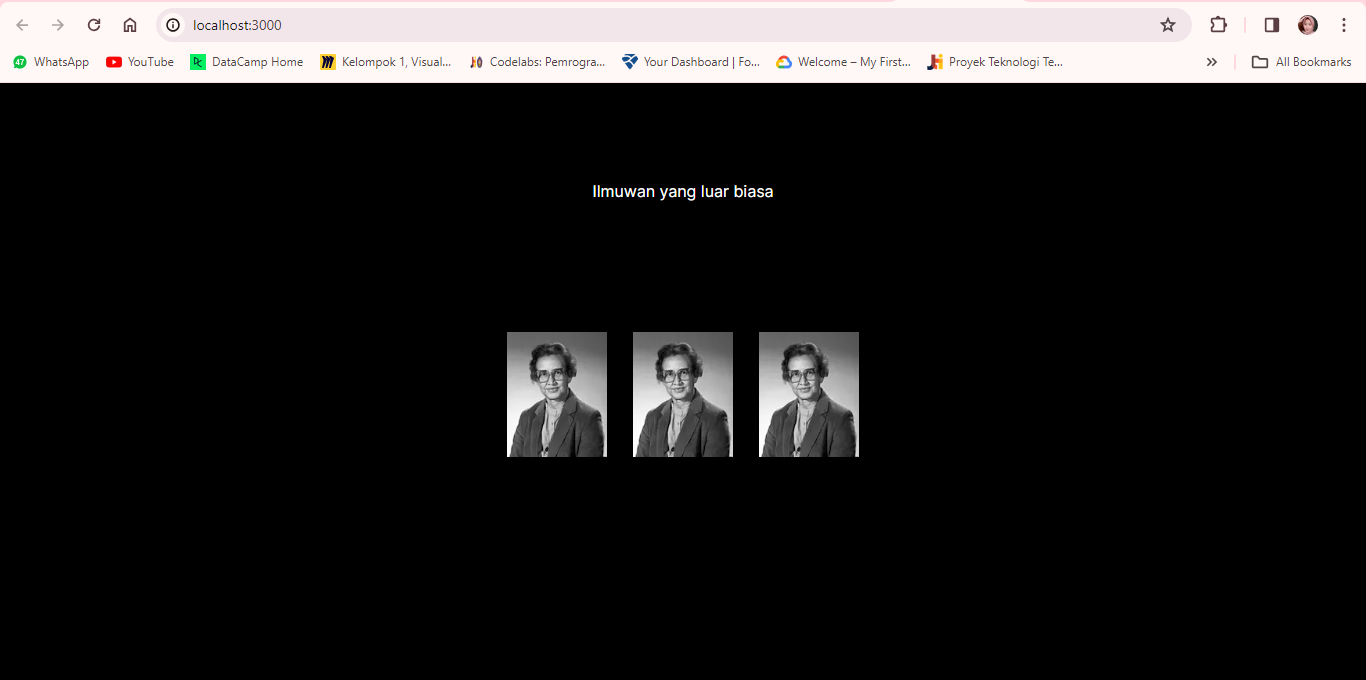 localhost:3000
47 WhatsApp YouTube DataCamp Home Kelompok 1, Visual... Codelabs: Pemrogra... Your Dashboard | Fo... Welcome – My First... Proyek Teknologi Te... » All Bookmarks
Ilmuwan yang luar biasa